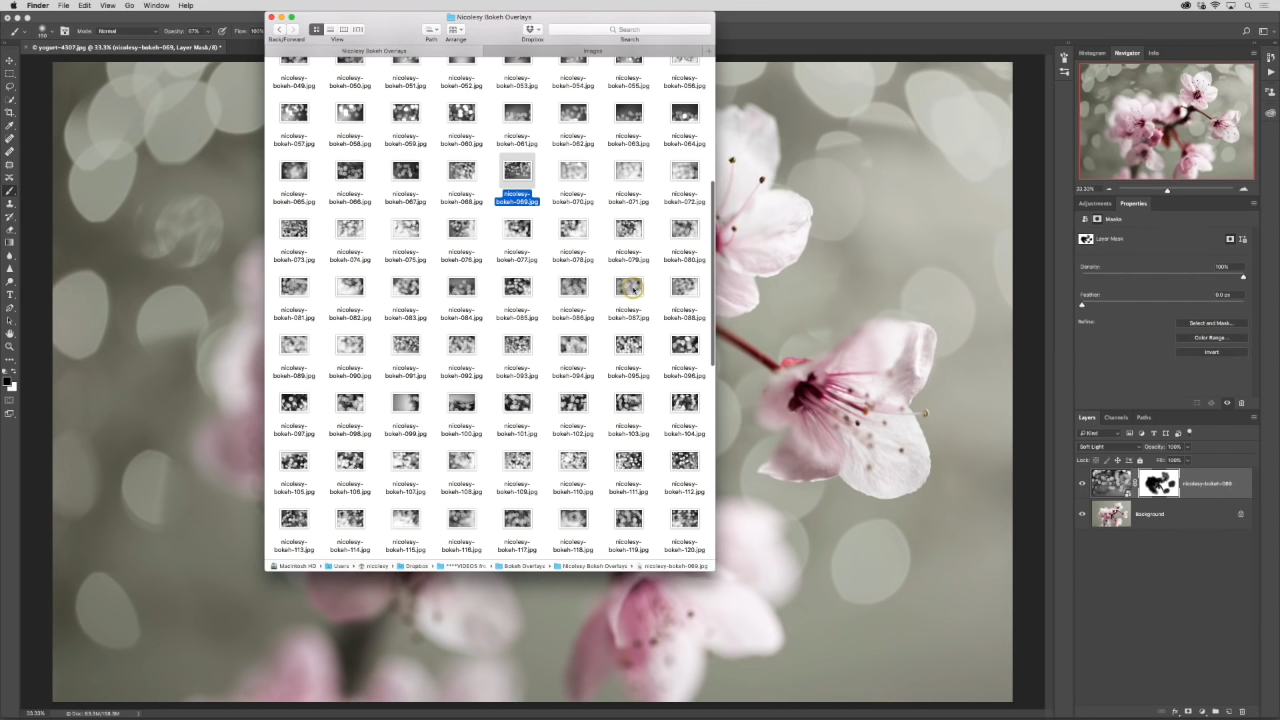 Finder File Edit View Go Window Help
Nicolesy Bokeh Overlays
Mode: Normal Opacity: 67% Flow: 100%
Back/Forward View Path Arrange Dropbox Search
Search
© yogurt-4307.jpg @ 33.3% (nicolesy-bokeh-069, Layer Mask/8) *
Nicolesy Bokeh Overlays Images
nicolesy-bokeh-049.jpg nicolesy-bokeh-050.jpg nicolesy-bokeh-051.jpg nicolesy-bokeh-052.jpg nicolesy-bokeh-053.jpg nicolesy-bokeh-054.jpg nicolesy-bokeh-055.jpg nicolesy-bokeh-056.jpg
nicolesy-bokeh-057.jpg nicolesy-bokeh-058.jpg nicolesy-bokeh-059.jpg nicolesy-bokeh-060.jpg nicolesy-bokeh-061.jpg nicolesy-bokeh-062.jpg nicolesy-bokeh-063.jpg nicolesy-bokeh-064.jpg
nicolesy-bokeh-065.jpg nicolesy-bokeh-066.jpg nicolesy-bokeh-067.jpg nicolesy-bokeh-068.jpg nicolesy-bokeh-069.jpg nicolesy-bokeh-070.jpg nicolesy-bokeh-071.jpg nicolesy-bokeh-072.jpg
nicolesy-bokeh-073.jpg nicolesy-bokeh-074.jpg nicolesy-bokeh-075.jpg nicolesy-bokeh-076.jpg nicolesy-bokeh-077.jpg nicolesy-bokeh-078.jpg nicolesy-bokeh-079.jpg nicolesy-bokeh-080.jpg
nicolesy-bokeh-081.jpg nicolesy-bokeh-082.jpg nicolesy-bokeh-083.jpg nicolesy-bokeh-084.jpg nicolesy-bokeh-085.jpg nicolesy-bokeh-086.jpg nicolesy-bokeh-087.jpg nicolesy-bokeh-088.jpg
nicolesy-bokeh-089.jpg nicolesy-bokeh-090.jpg nicolesy-bokeh-091.jpg nicolesy-bokeh-092.jpg nicolesy-bokeh-093.jpg nicolesy-bokeh-094.jpg nicolesy-bokeh-095.jpg nicolesy-bokeh-096.jpg
nicolesy-bokeh-097.jpg nicolesy-bokeh-098.jpg nicolesy-bokeh-099.jpg nicolesy-bokeh-100.jpg nicolesy-bokeh-101.jpg nicolesy-bokeh-102.jpg nicolesy-bokeh-103.jpg nicolesy-bokeh-104.jpg
nicolesy-bokeh-105.jpg nicolesy-bokeh-106.jpg nicolesy-bokeh-107.jpg nicolesy-bokeh-108.jpg nicolesy-bokeh-109.jpg nicolesy-bokeh-110.jpg nicolesy-bokeh-111.jpg nicolesy-bokeh-112.jpg
nicolesy-bokeh-113.jpg nicolesy-bokeh-114.jpg nicolesy-bokeh-115.jpg nicolesy-bokeh-116.jpg nicolesy-bokeh-117.jpg nicolesy-bokeh-118.jpg nicolesy-bokeh-119.jpg nicolesy-bokeh-120.jpg
Macintosh HD Users nicolesy Dropbox ****VIDEOS Bokeh Overlays Nicolesy Bokeh Overlays nicolesy-bokeh-069.jpg
Histogram Navigator Info
33.33%
Adjustments Properties
Masks
Layer Mask
Density: 100%
Feather: 0.0 px
Refine: Select and Mask...
Color Range...
Invert
Layers Channels Paths
Kind
Soft Light Opacity: 100%
Lock: Fill: 100%
nicolesy-bokeh-069
Background
33.33%